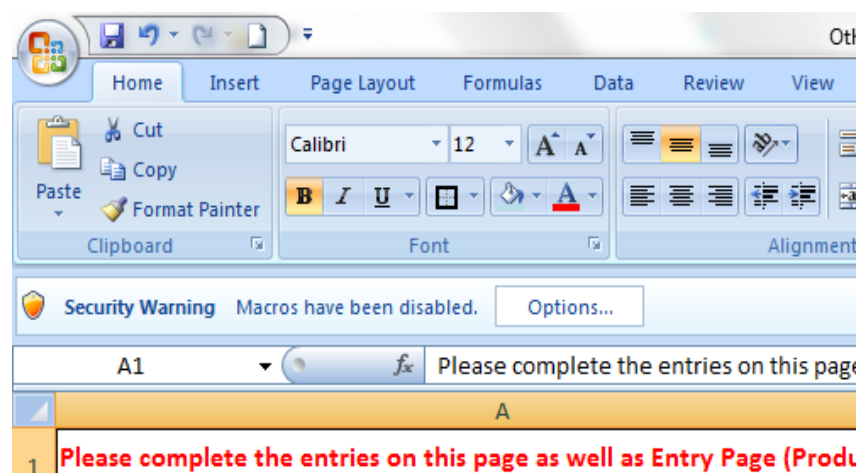 Oth
Home Insert Page Layout Formulas Data Review View
Cut
Copy
Paste
Format Painter
Clipboard
Calibri 12 A A
B I U A
Font
Alignment
Security Warning Macros have been disabled. Options...
A1 fx Please complete the entries on this page
A
1 Please complete the entries on this page as well as Entry Page (Produ